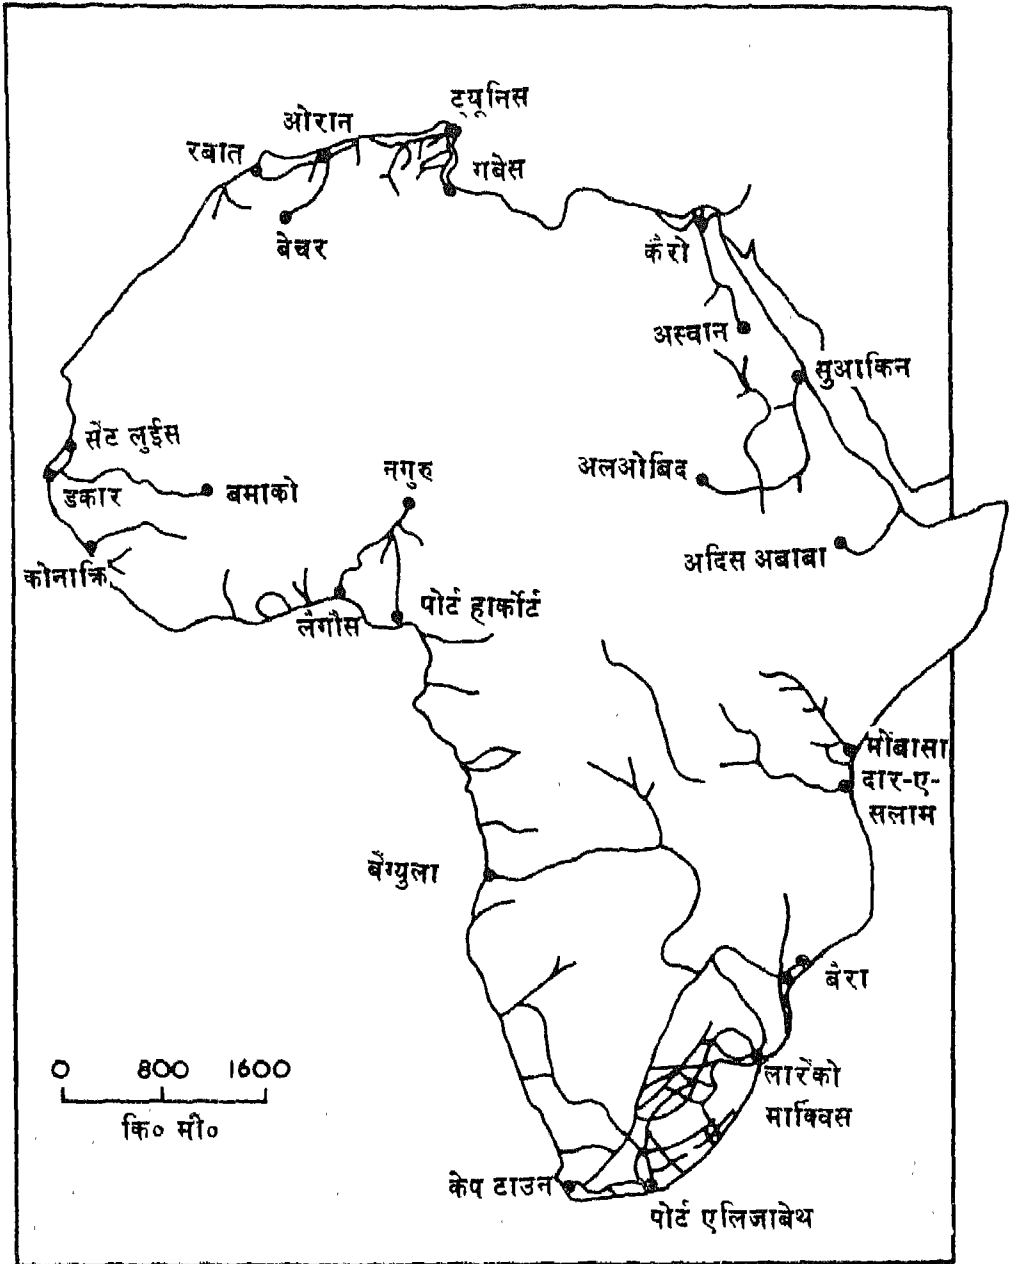 ट्यूनिस
ओरान
रबात
गबेस
बेचर
कैरो
अस्वान
सुआकिन
सेंट लुईस
नगुरु
अलओबिद
डकार
बमाको
अदिस अबाबा
कोनाक्रि
पोर्ट हार्कोर्ट
लैगौस
मोंबासा
दार-ए-
सलाम
बेंग्युला
बैरा
0 800 1600
कि० मी०
लारेंको
मार्क्विस
केप टाउन
पोर्ट एलिजाबेथ